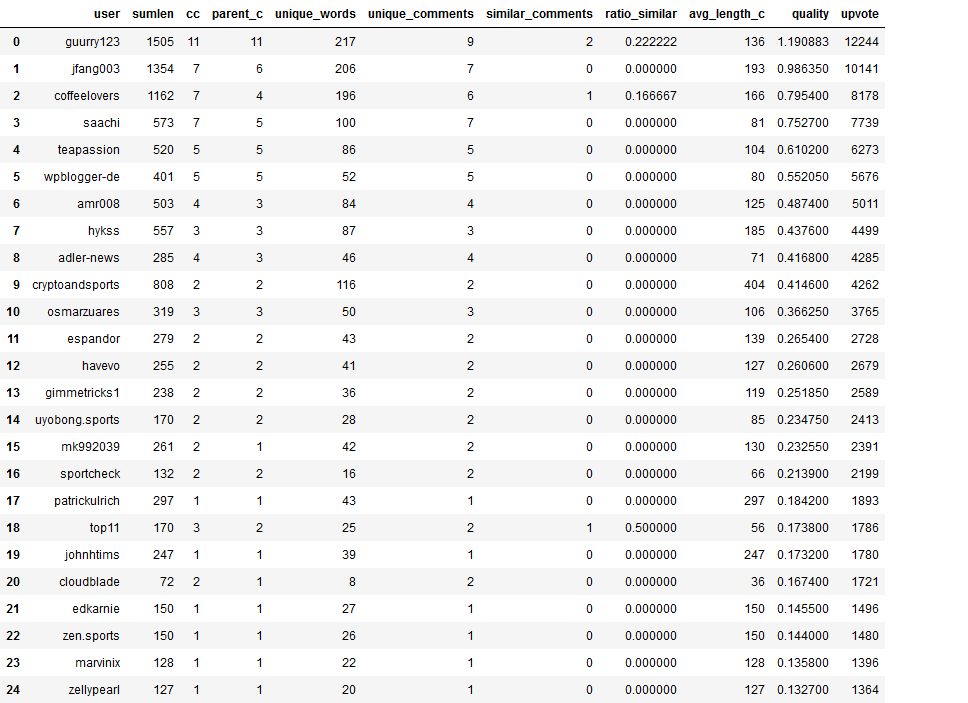 user sumlen cc parent_c unique_words unique_comments similar_comments ratio_similar avg_length_c quality upvote
0 guurry123 1505 11 11 217 9 2 0.222222 136 1.190883 12244
1 jfang003 1354 7 6 206 7 0 0.000000 193 0.986350 10141
2 coffeelovers 1162 7 4 196 6 1 0.166667 166 0.795400 8178
3 saachi 573 7 5 100 7 0 0.000000 81 0.752700 7739
4 teapassion 520 5 5 86 5 0 0.000000 104 0.610200 6273
5 wpblogger-de 401 5 5 52 5 0 0.000000 80 0.552050 5676
6 amr008 503 4 3 84 4 0 0.000000 125 0.487400 5011
7 hykss 557 3 3 87 3 0 0.000000 185 0.437600 4499
8 adler-news 285 4 3 46 4 0 0.000000 71 0.416800 4285
9 cryptoandsports 808 2 2 116 2 0 0.000000 404 0.414600 4262
10 osmarzuares 319 3 3 50 3 0 0.000000 106 0.366250 3765
11 espandor 279 2 2 43 2 0 0.000000 139 0.265400 2728
12 havevo 255 2 2 41 2 0 0.000000 127 0.260600 2679
13 gimmetricks1 238 2 2 36 2 0 0.000000 119 0.251850 2589
14 uyobong.sports 170 2 2 28 2 0 0.000000 85 0.234750 2413
15 mk992039 261 2 1 42 2 0 0.000000 130 0.232550 2391
16 sportcheck 132 2 2 16 2 0 0.000000 66 0.213900 2199
17 patrickulrich 297 1 1 43 1 0 0.000000 297 0.184200 1893
18 top11 170 3 2 25 2 1 0.500000 56 0.173800 1786
19 johnhtims 247 1 1 39 1 0 0.000000 247 0.173200 1780
20 cloudblade 72 2 1 8 2 0 0.000000 36 0.167400 1721
21 edkarnie 150 1 1 27 1 0 0.000000 150 0.145500 1496
22 zen.sports 150 1 1 26 1 0 0.000000 150 0.144000 1480
23 marvinix 128 1 1 22 1 0 0.000000 128 0.135800 1396
24 zellypearl 127 1 1 20 1 0 0.000000 127 0.132700 1364